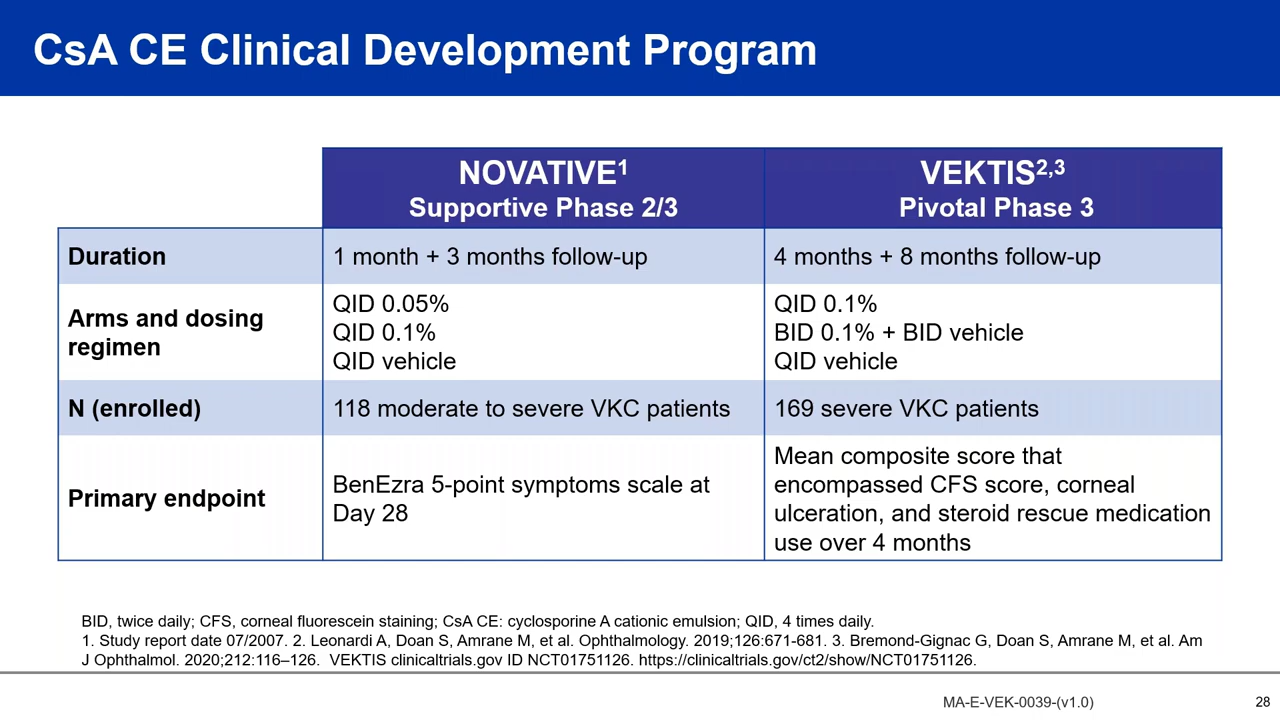 CsA CE Clinical Development Program
NOVATIVE1
Supportive Phase 2/3
VEKTIS2,3
Pivotal Phase 3
Duration
1 month + 3 months follow-up
4 months + 8 months follow-up
Arms and dosing
regimen
QID 0.05%
QID 0.1%
QID vehicle
QID 0.1%
BID 0.1% + BID vehicle
QID vehicle
N (enrolled)
118 moderate to severe VKC patients
169 severe VKC patients
Primary endpoint
BenEzra 5-point symptoms scale at
Day 28
Mean composite score that
encompassed CFS score, corneal
ulceration, and steroid rescue medication
use over 4 months
BID, twice daily; CFS, corneal fluorescein staining; CsA CE: cyclosporine A cationic emulsion; QID, 4 times daily.
1. Study report date 07/2007. 2. Leonardi A, Doan S, Amrane M, et al. Ophthalmology. 2019;126:671-681. 3. Bremond-Gignac G, Doan S, Amrane M, et al. Am
J Ophthalmol. 2020;212:116–126.  VEKTIS clinicaltrials.gov ID NCT01751126. https://clinicaltrials.gov/ct2/show/NCT01751126.
MA-E-VEK-0039-(v1.0)
28